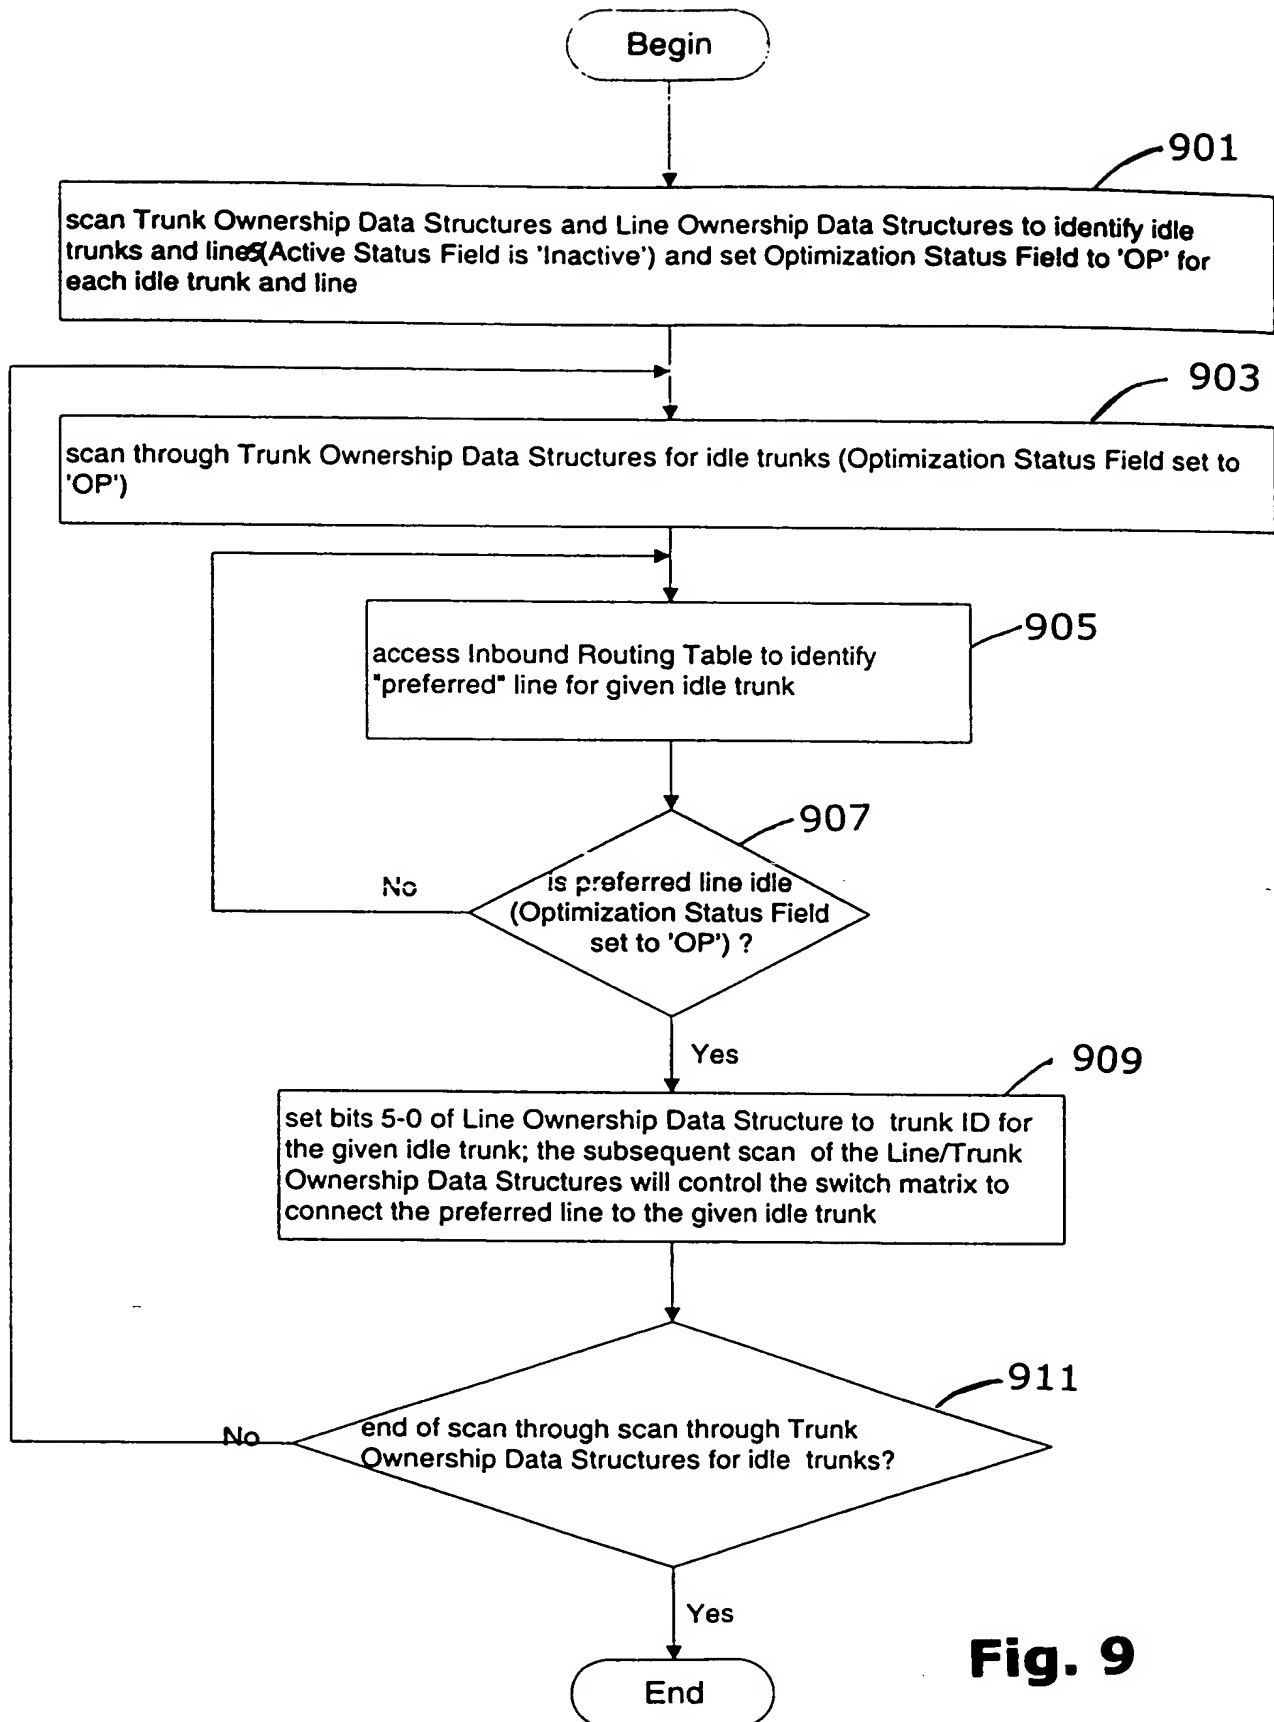 Begin
901
scan Trunk Ownership Data Structures and Line Ownership Data Structures to identify idle
trunks and lines(Active Status Field is 'Inactive') and set Optimization Status Field to 'OP' for
each idle trunk and line
903
scan through Trunk Ownership Data Structures for idle trunks (Optimization Status Field set to
'OP')
905
access Inbound Routing Table to identify
"preferred" line for given idle trunk
907
No
is preferred line idle
(Optimization Status Field
set to 'OP') ?
Yes
909
set bits 5-0 of Line Ownership Data Structure to trunk ID for
the given idle trunk; the subsequent scan of the Line/Trunk
Ownership Data Structures will control the switch matrix to
connect the preferred line to the given idle trunk
911
No
end of scan through scan through Trunk
Ownership Data Structures for idle trunks?
Yes
Fig. 9
End